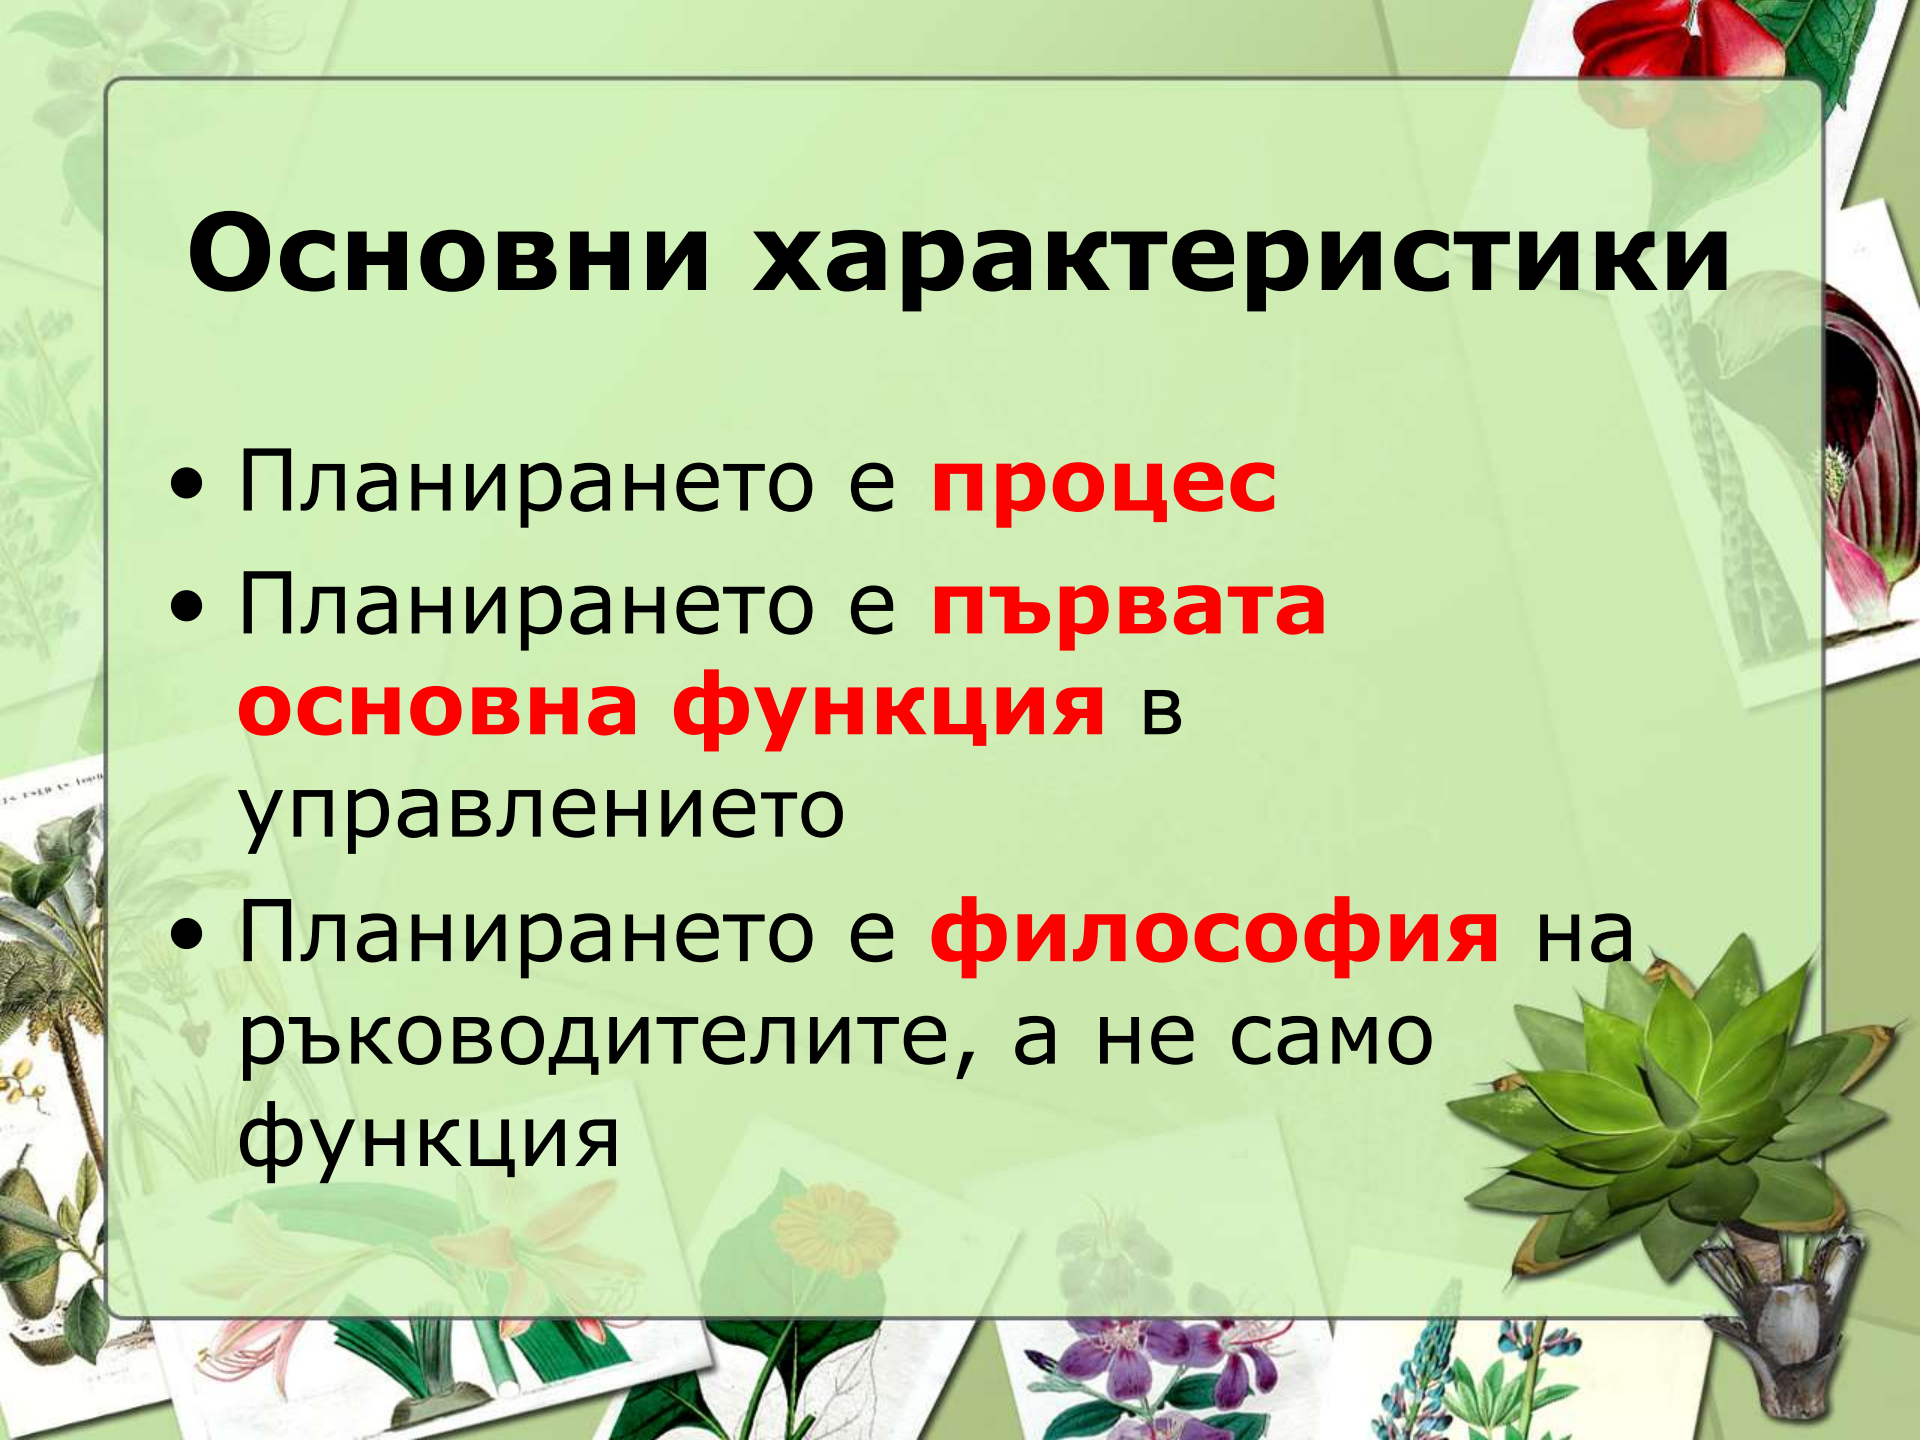 Основни характеристики
• Планирането е процес
• Планирането е първата
основна функция в
управлението
• Планирането е философия на
ръководителите, а не само
функция